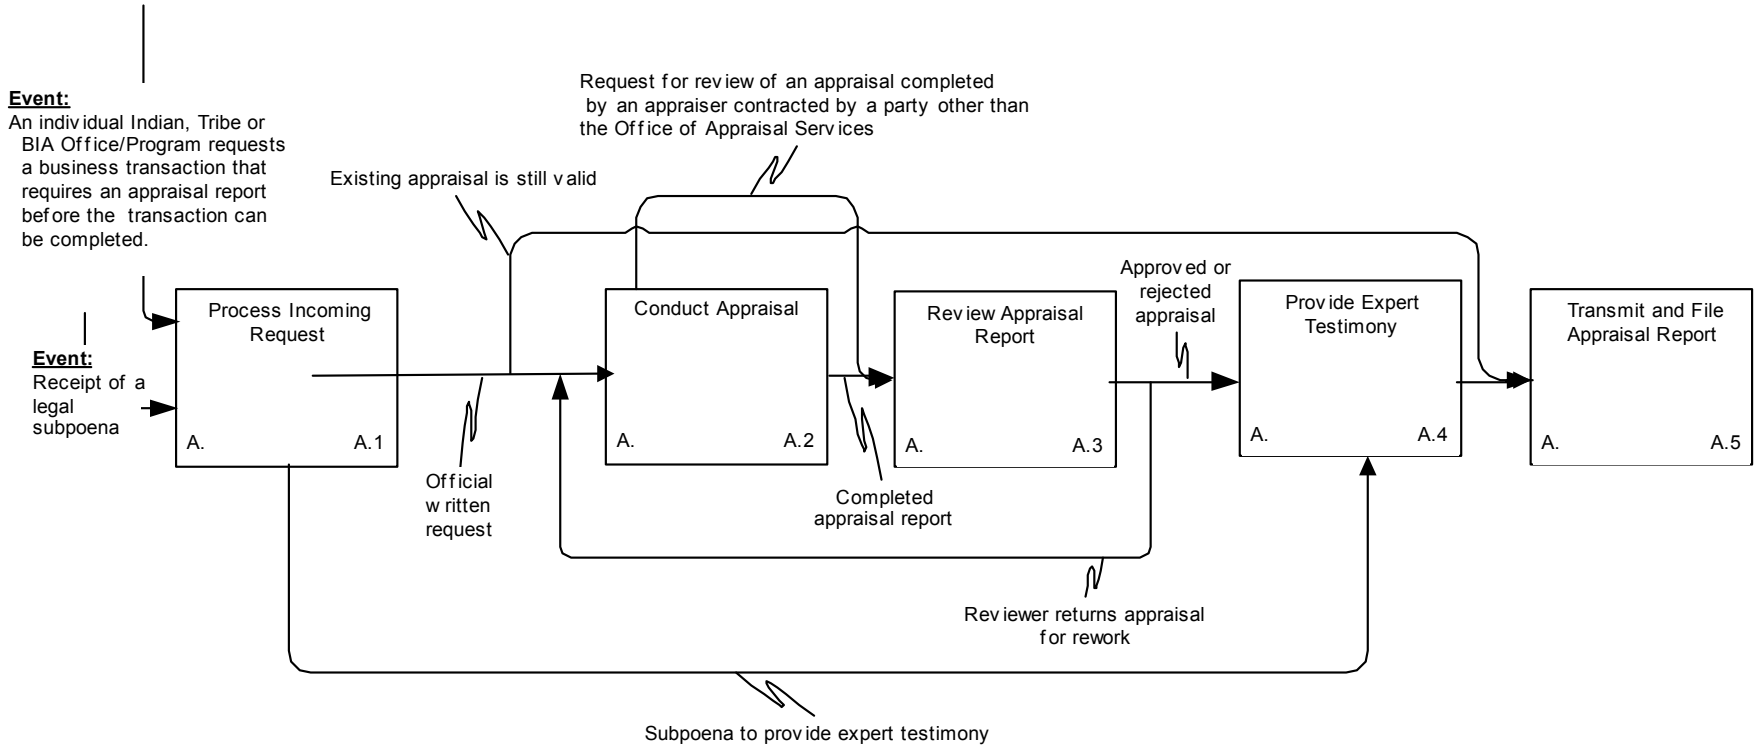 Event:
An individual Indian, Tribe or
BIA Office/Program requests
a business transaction that
requires an appraisal report
before the transaction can
be completed.
Event:
Receipt of a
legal
subpoena
Existing appraisal is still valid
Request for review of an appraisal completed
by an appraiser contracted by a party other than
the Office of Appraisal Services
Process Incoming
Request
A.
A.1
Official
written
request
Conduct Appraisal
A.
A.2
Completed
appraisal report
Review Appraisal
Report
A.
A.3
Approved or
rejected
appraisal
Provide Expert
Testimony
A.
A.4
Transmit and File
Appraisal Report
A.
A.5
Reviewer returns appraisal
for rework
Subpoena to provide expert testimony